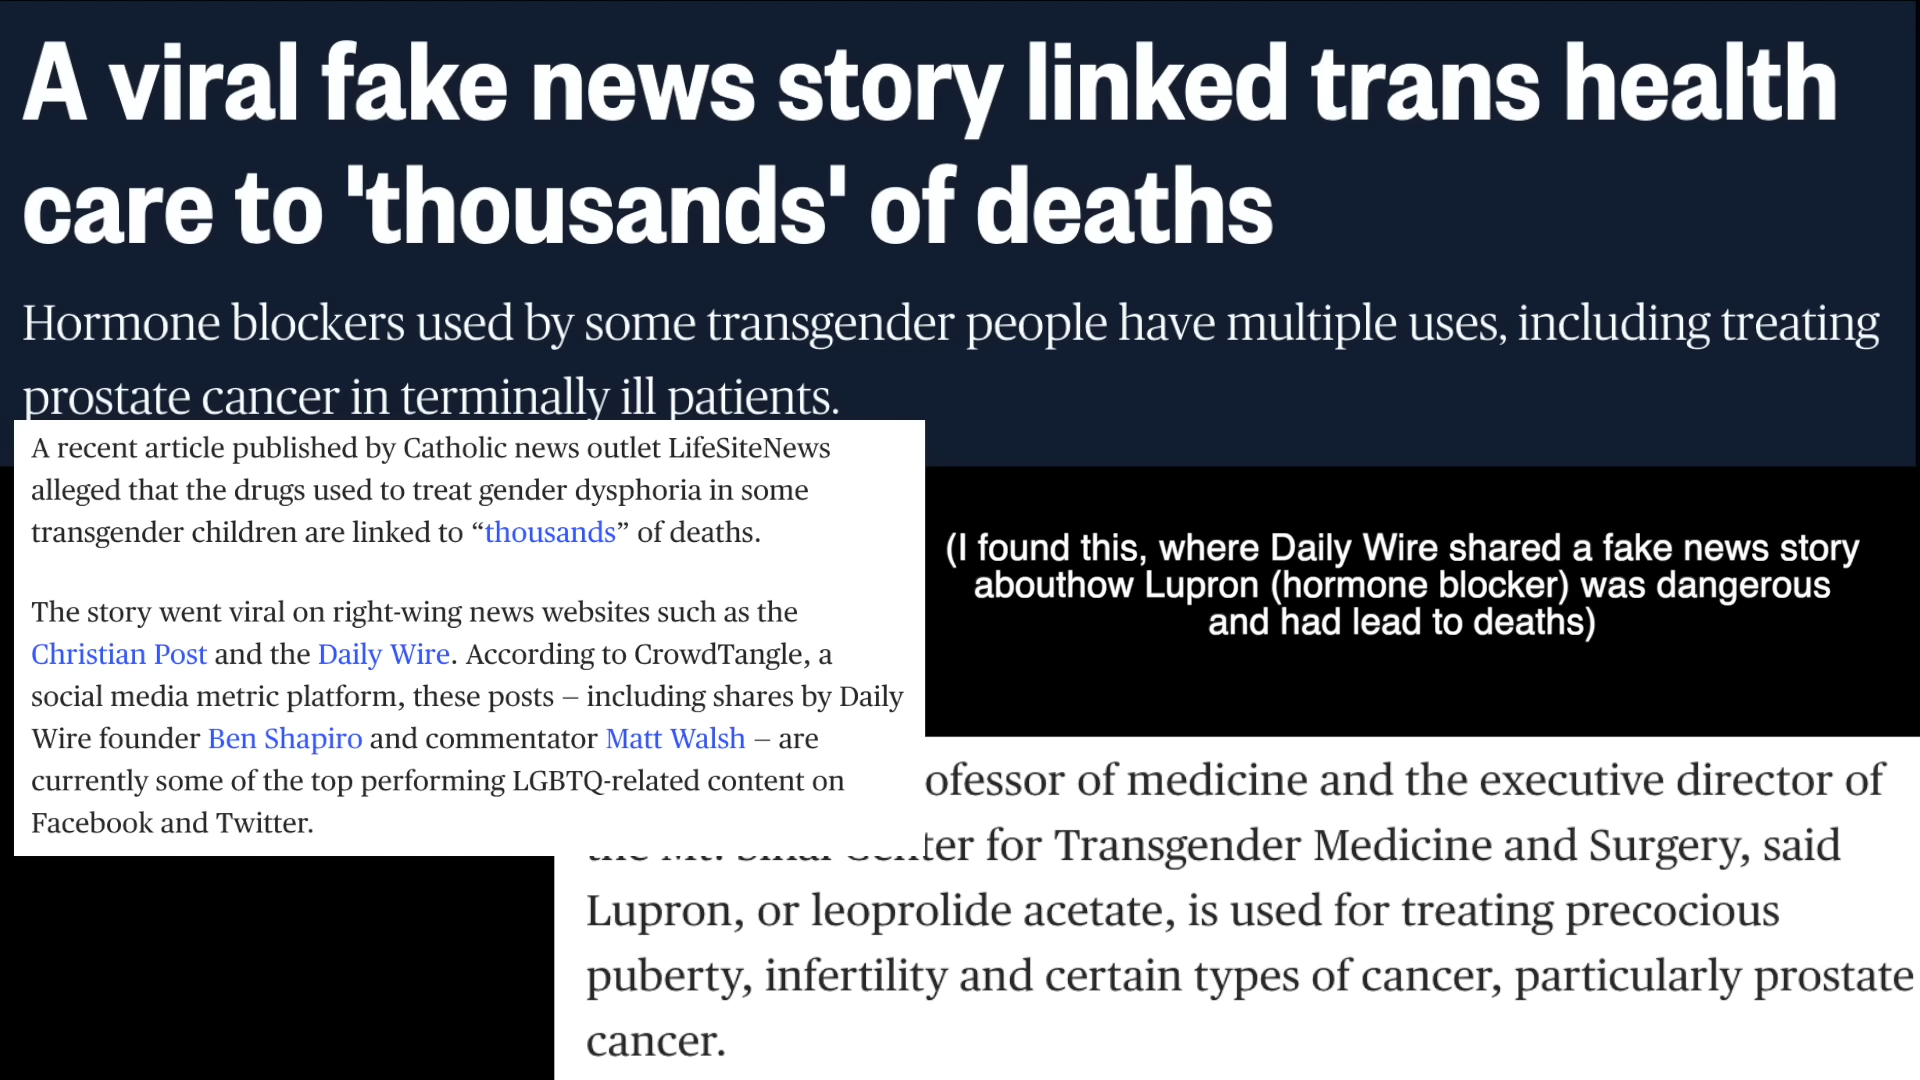 A viral fake news story linked trans health
care to 'thousands' of deaths
Hormone blockers used by some transgender people have multiple uses, including treating
prostate cancer in terminally ill patients.
A recent article published by Catholic news outlet LifeSiteNews
alleged that the drugs used to treat gender dysphoria in some
transgender children are linked to “thousands” of deaths.
The story went viral on right-wing news websites such as the
Christian Post and the Daily Wire. According to CrowdTangle, a
social media metric platform, these posts — including shares by Daily
Wire founder Ben Shapiro and commentator Matt Walsh — are
currently some of the top performing LGBTQ-related content on
Facebook and Twitter.
(I found this, where Daily Wire shared a fake news story
abouthow Lupron (hormone blocker) was dangerous
and had lead to deaths)
of medicine and the executive director of
for Transgender Medicine and Surgery, said
Lupron, or leoprolide acetate, is used for treating precocious
puberty, infertility and certain types of cancer, particularly prostate
cancer.